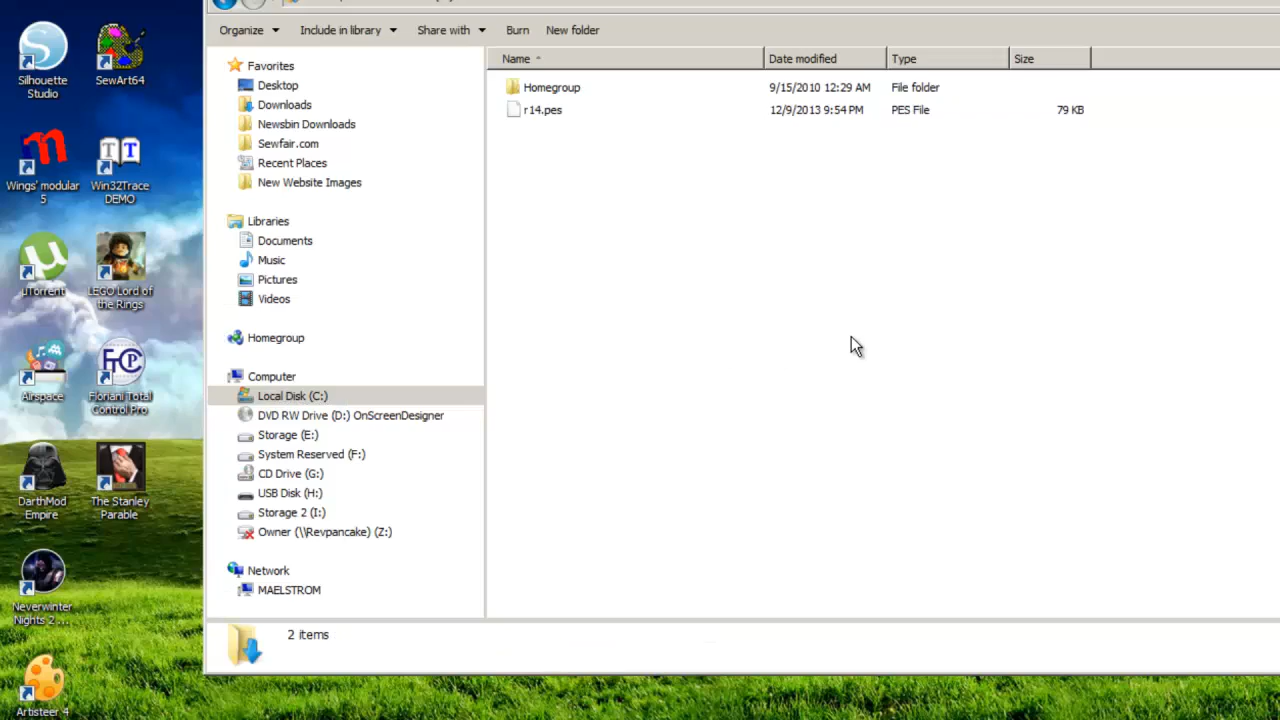 Silhouette
Studio
SewArt64
Wings' modular
5
Win32Trace
DEMO
µTorrent
LEGO Lord of
the Rings
Airspace
Floriani Total
Control Pro
DarthMod
Empire
The Stanley
Parable
Neverwinter
Nights 2 ...
Artisteer 4
Organize
Include in library
Share with
Burn
New folder
Favorites
Desktop
Downloads
Newsbin Downloads
Sewfair.com
Recent Places
New Website Images
Libraries
Documents
Music
Pictures
Videos
Homegroup
Computer
Local Disk (C:)
DVD RW Drive (D:) OnScreenDesigner
Storage (E:)
System Reserved (F:)
CD Drive (G:)
USB Disk (H:)
Storage 2 (I:)
Owner (\\Revpancake) (Z:)
Network
MAELSTROM
Name Date modified Type Size
Homegroup 9/15/2010 12:29 AM File folder
r14.pes 12/9/2013 9:54 PM PES File 79 KB
2 items